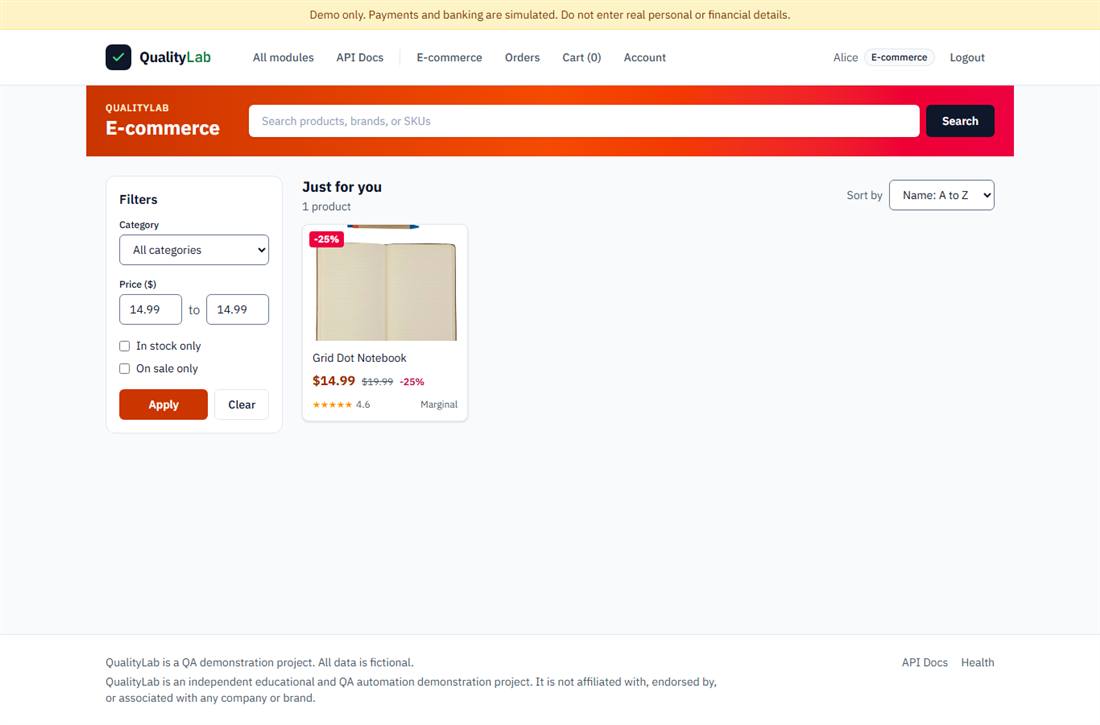 Demo only. Payments and banking are simulated. Do not enter real personal or financial details.
QualityLab
All modules
API Docs
E-commerce
Orders
Cart (0)
Account
Alice
E-commerce
Logout
QUALITYLAB
E-commerce
Search products, brands, or SKUs
Search
Filters
Category
All categories
Price ($)
14.99 to 14.99
In stock only
On sale only
Apply
Clear
Just for you
1 product
Sort by
Name: A to Z
-25%
Grid Dot Notebook
$14.99 $19.99 -25%
★★★★★ 4.6
Marginal
QualityLab is a QA demonstration project. All data is fictional.
QualityLab is an independent educational and QA automation demonstration project. It is not affiliated with, endorsed by,
or associated with any company or brand.
API Docs
Health